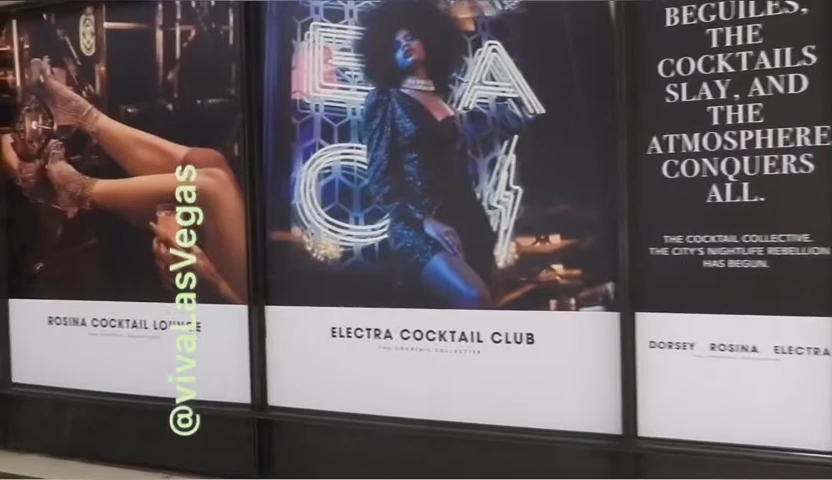 ROSINA COCKTAIL LOUNGE
@vivaLasVegas
E
A
C
ELECTRA COCKTAIL CLUB
THE COCKTAIL COLLECTIVE
BEGUILES,
THE
COCKTAILS
SLAY, AND
THE
ATMOSPHERE
CONQUERS
ALL.
THE COCKTAIL COLLECTIVE.
THE CITY'S NIGHTLIFE REBELLION
HAS BEGUN.
DORSEY ROSINA ELECTRA